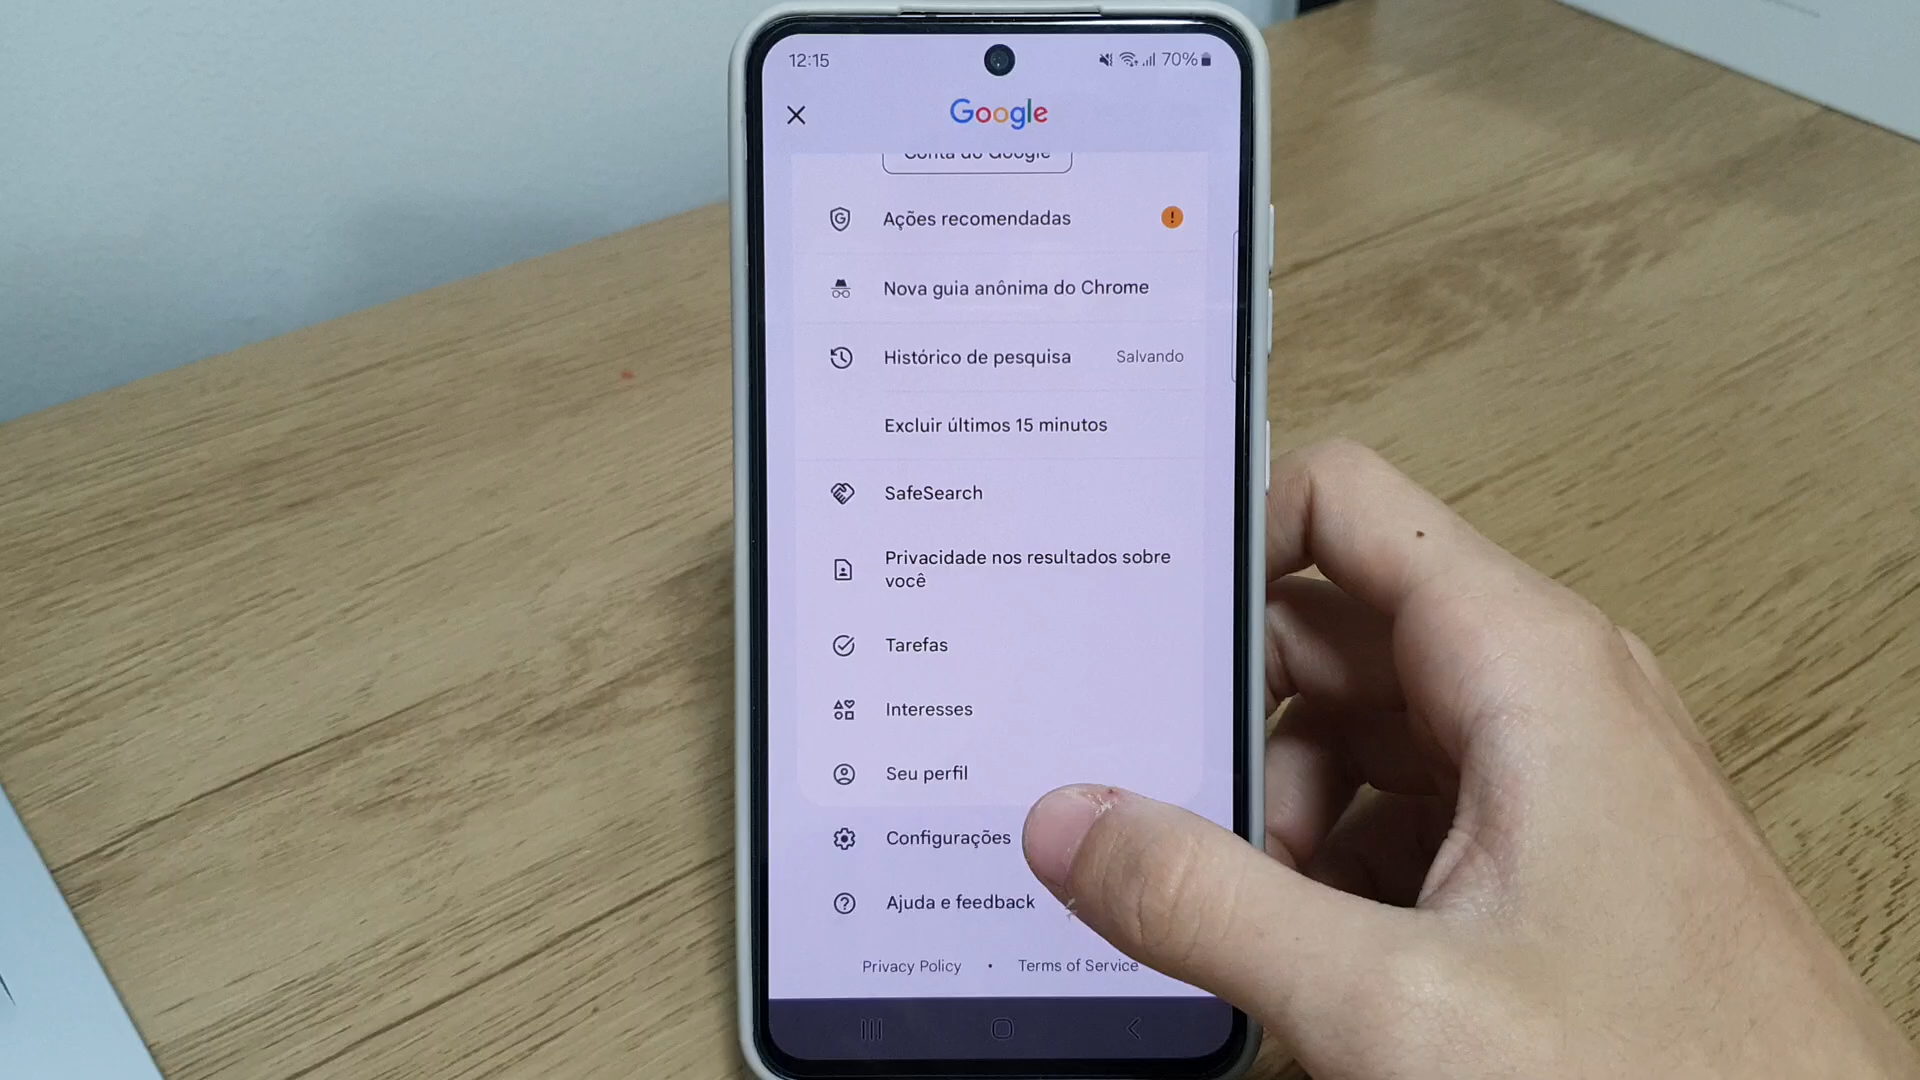 12:15
70%
Google
Conta do Google
Ações recomendadas
Nova guia anônima do Chrome
Histórico de pesquisa Salvando
Excluir últimos 15 minutos
SafeSearch
Privacidade nos resultados sobre
você
Tarefas
Interesses
Seu perfil
Configurações
Ajuda e feedback
Privacy Policy • Terms of Service